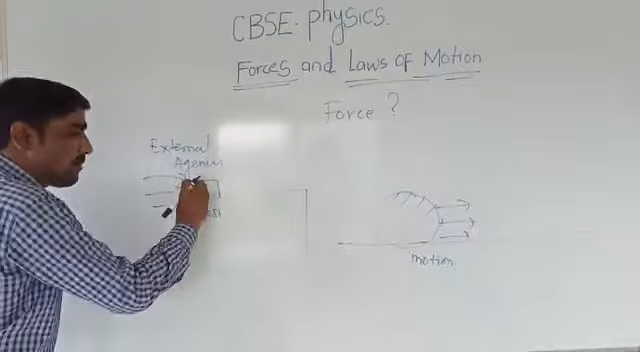 CBSE. Physics.
Forces and Laws of Motion
Force ?
External
motion